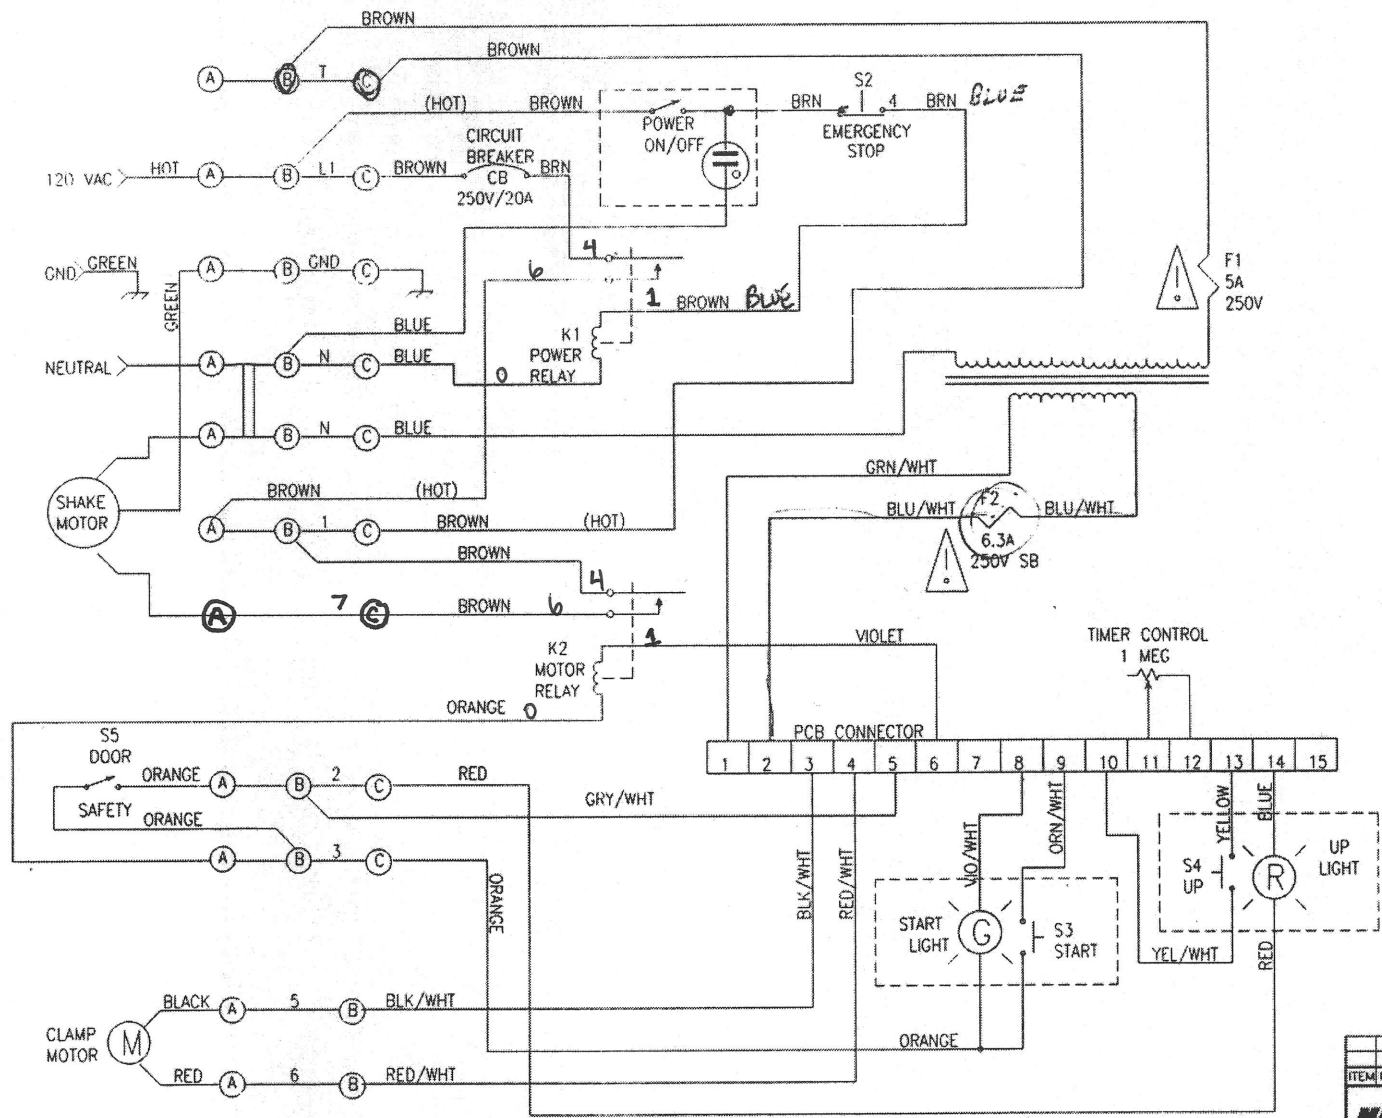 BROWN
BROWN
A B T C
S2
(HOT) BROWN BRN 4 BRN BLUE
POWER
ON/OFF
EMERGENCY
STOP
CIRCUIT
BREAKER
120 VAC HOT A B L1 C BROWN CB BRN
250V/20A
4
GND GREEN A B GND C
6
F1
5A
250V
GREEN
1 BROWN BLUE
BLUE
K1
POWER
RELAY
NEUTRAL A B N C BLUE
0
A B N C BLUE
GRN/WHT
BROWN (HOT)
SHAKE
MOTOR
A B 1 C BROWN (HOT)
BLU/WHT F2 BLU/WHT
6.3A
250V SB
BROWN
4
A 7 C BROWN 6
1 VIOLET
TIMER CONTROL
1 MEG
K2
MOTOR
RELAY
ORANGE 0
PCB CONNECTOR
1 2 3 4 5 6 7 8 9 10 11 12 13 14 15
S5
DOOR
SAFETY
ORANGE A B 2 C RED
GRY/WHT
ORANGE
A B 3 C
ORANGE
BLK/WHT
RED/WHT
VIO/WHT
ORN/WHT
YELLOW
BLUE
S4
UP
R
UP
LIGHT
START
LIGHT
G
S3
START
YEL/WHT
RED
BLACK A 5 B BLK/WHT
CLAMP
MOTOR
M
ORANGE
RED A 6 B RED/WHT
ITEM